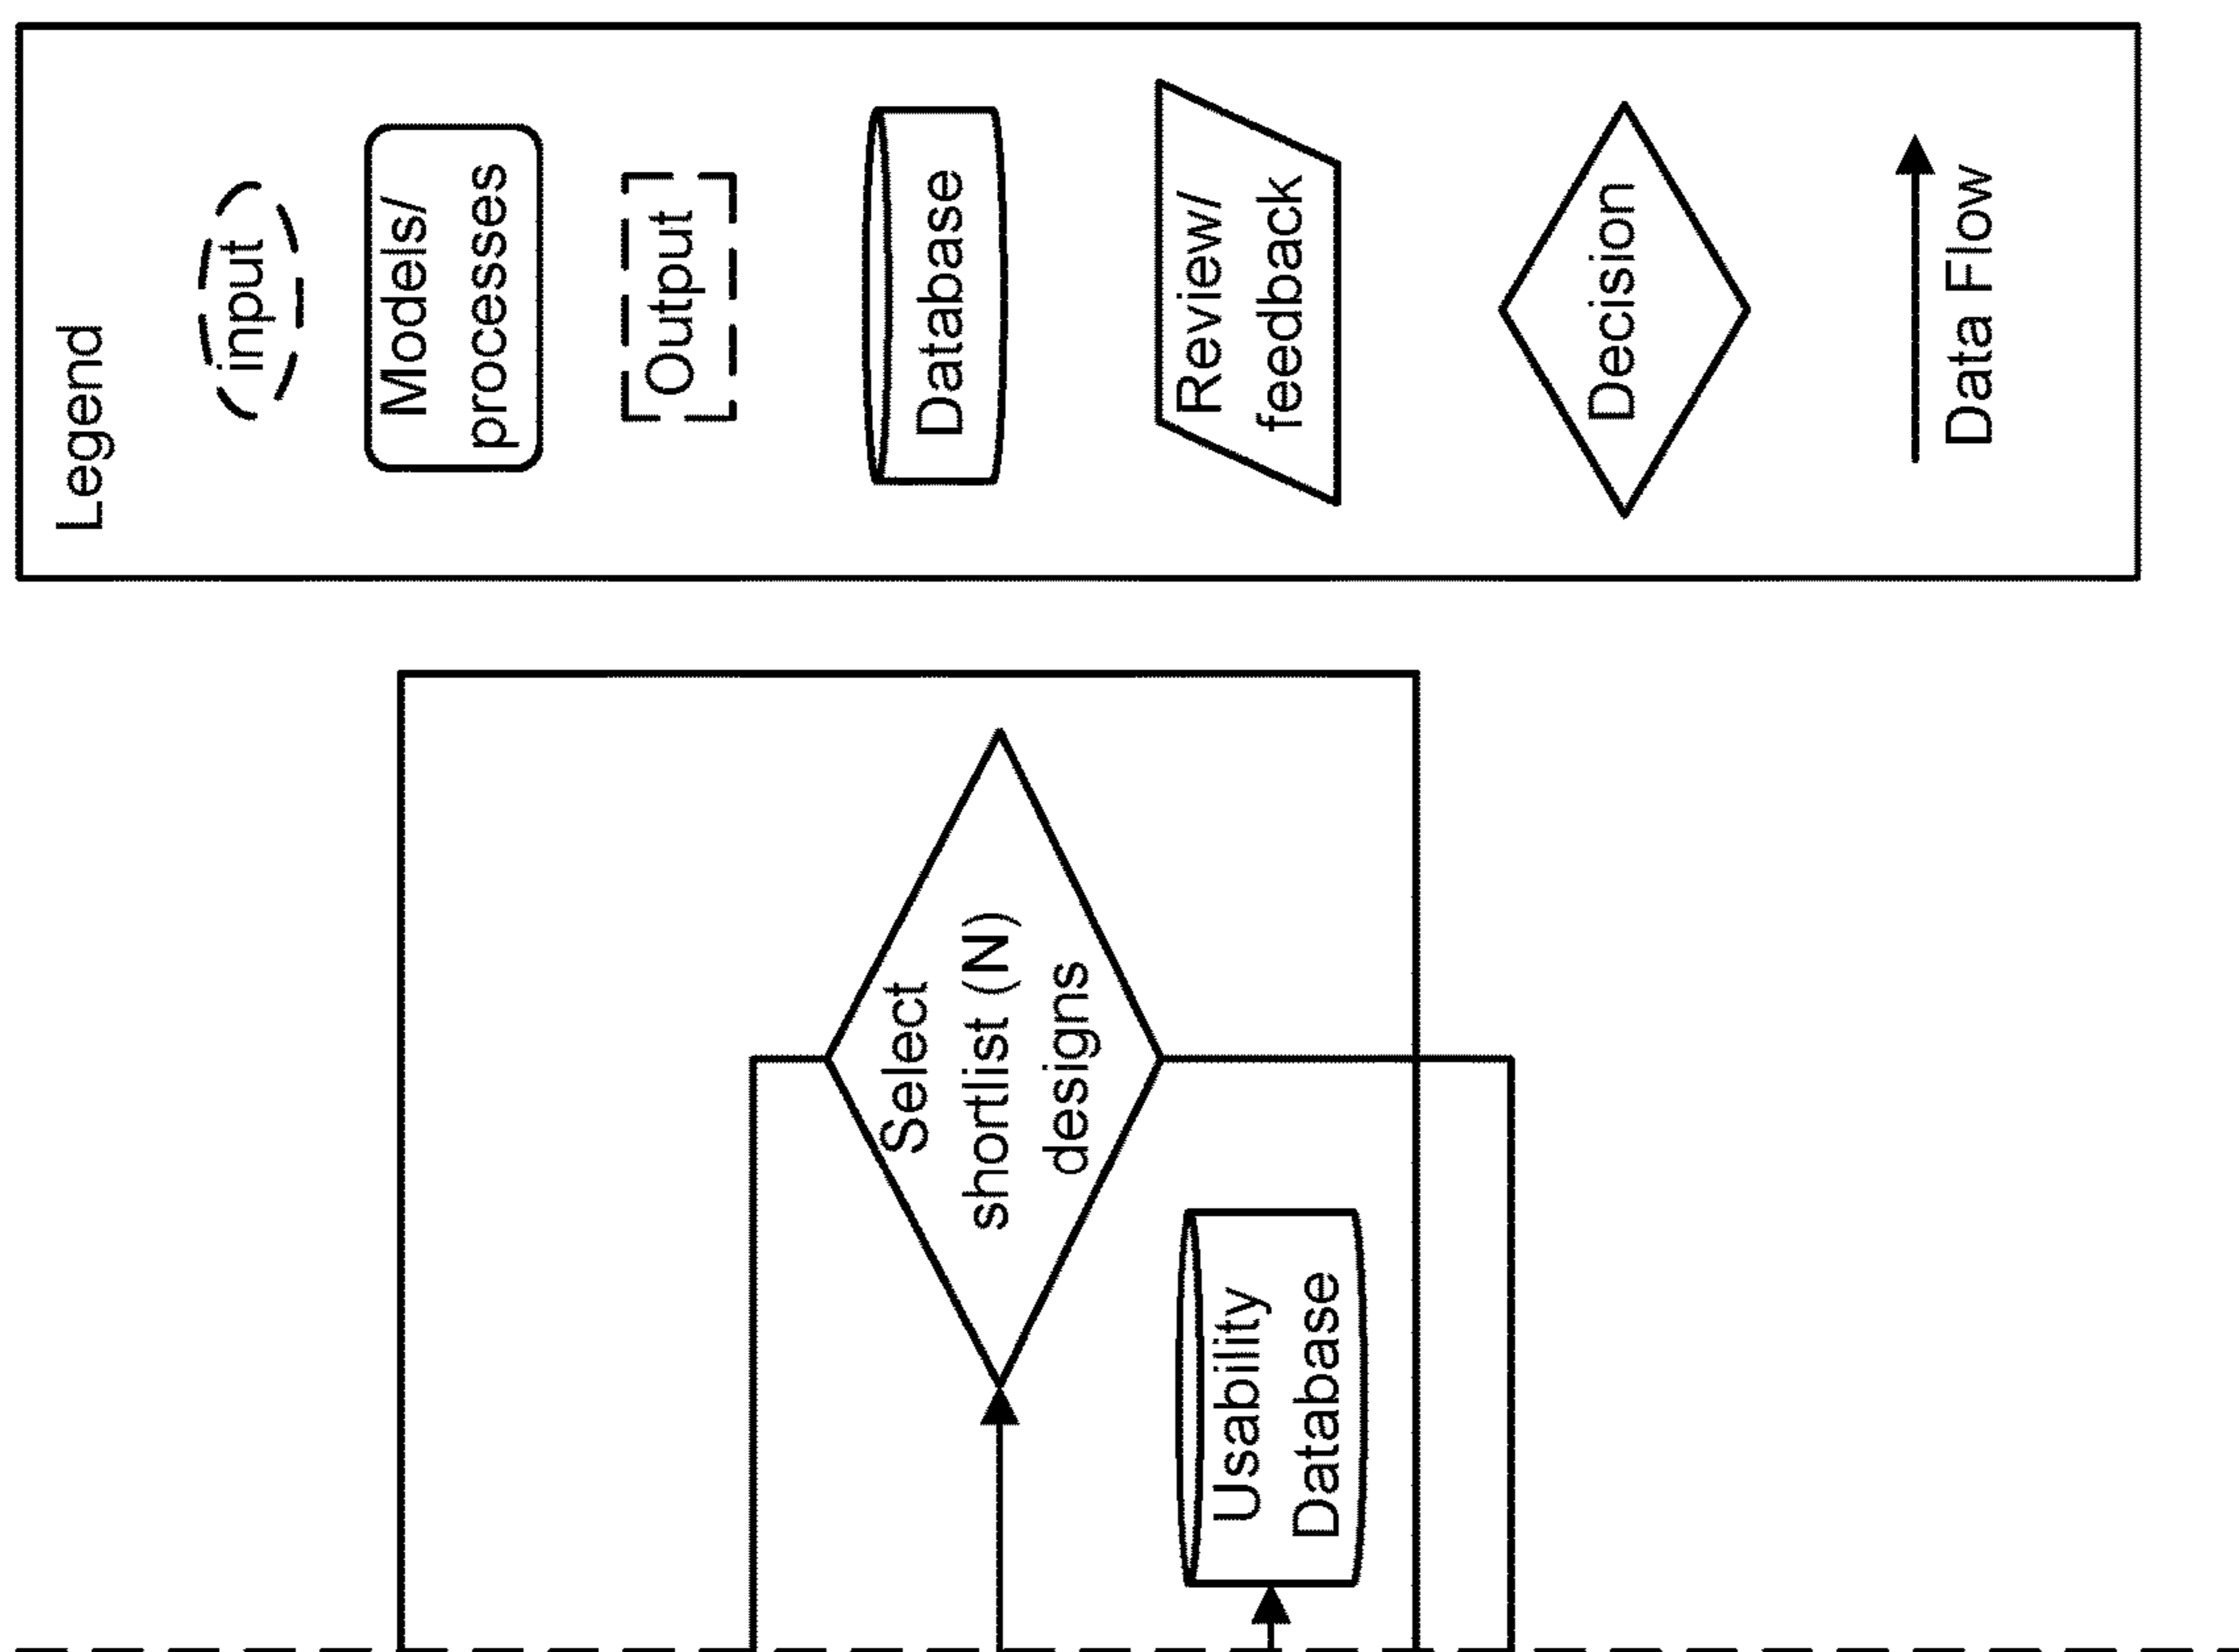 Legend
input
Models/
processes
Output
Database
Review/
feedback
Decision
Data Flow
Select
shortlist (N)
designs
Usability
Database